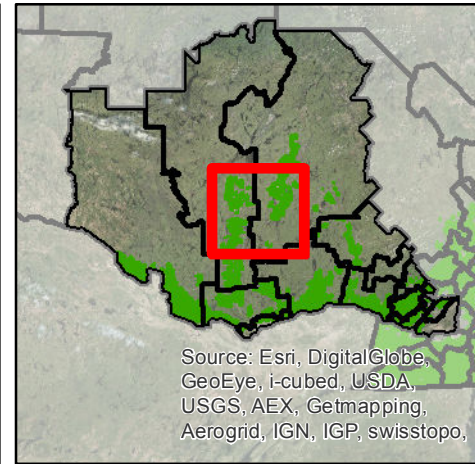 Source: Esri, DigitalGlobe,
GeoEye, i-cubed, USDA,
USGS, AEX, Getmapping,
Aerogrid, IGN, IGP, swisstopo,